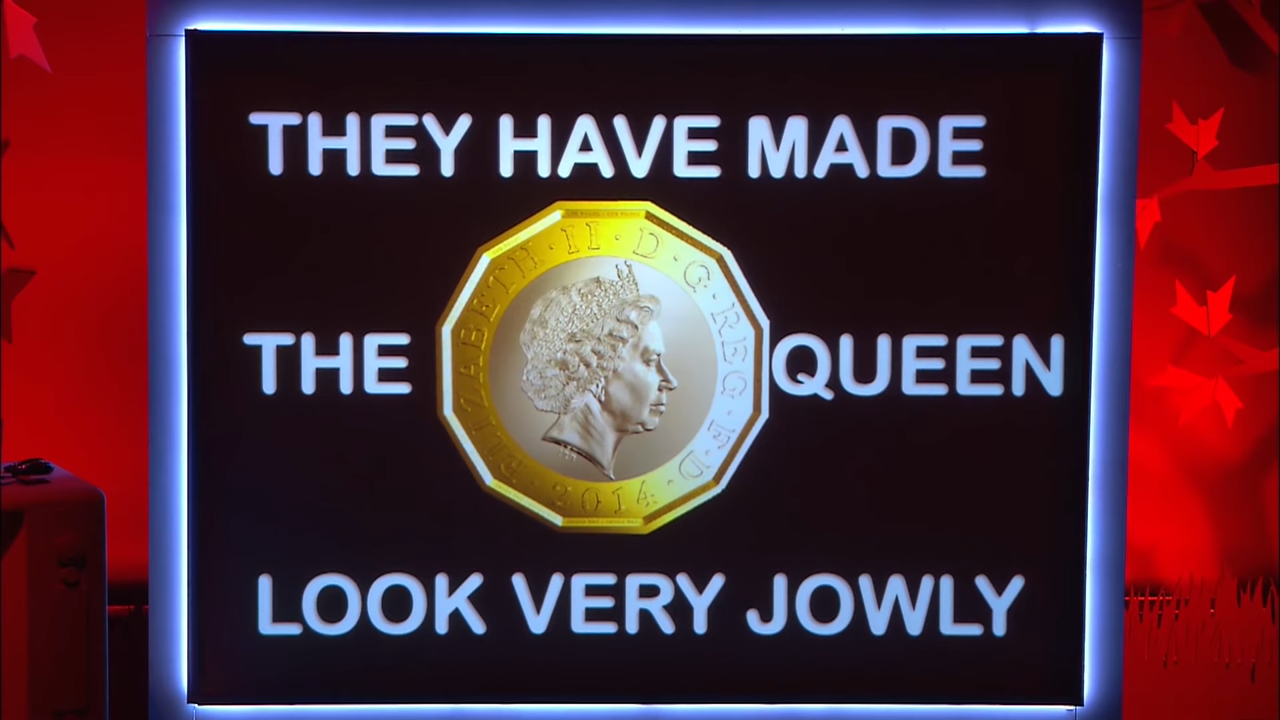 THEY HAVE MADE
THE QUEEN
ELIZABETH·II·D·G·REG·F·D·2014·
LOOK VERY JOWLY